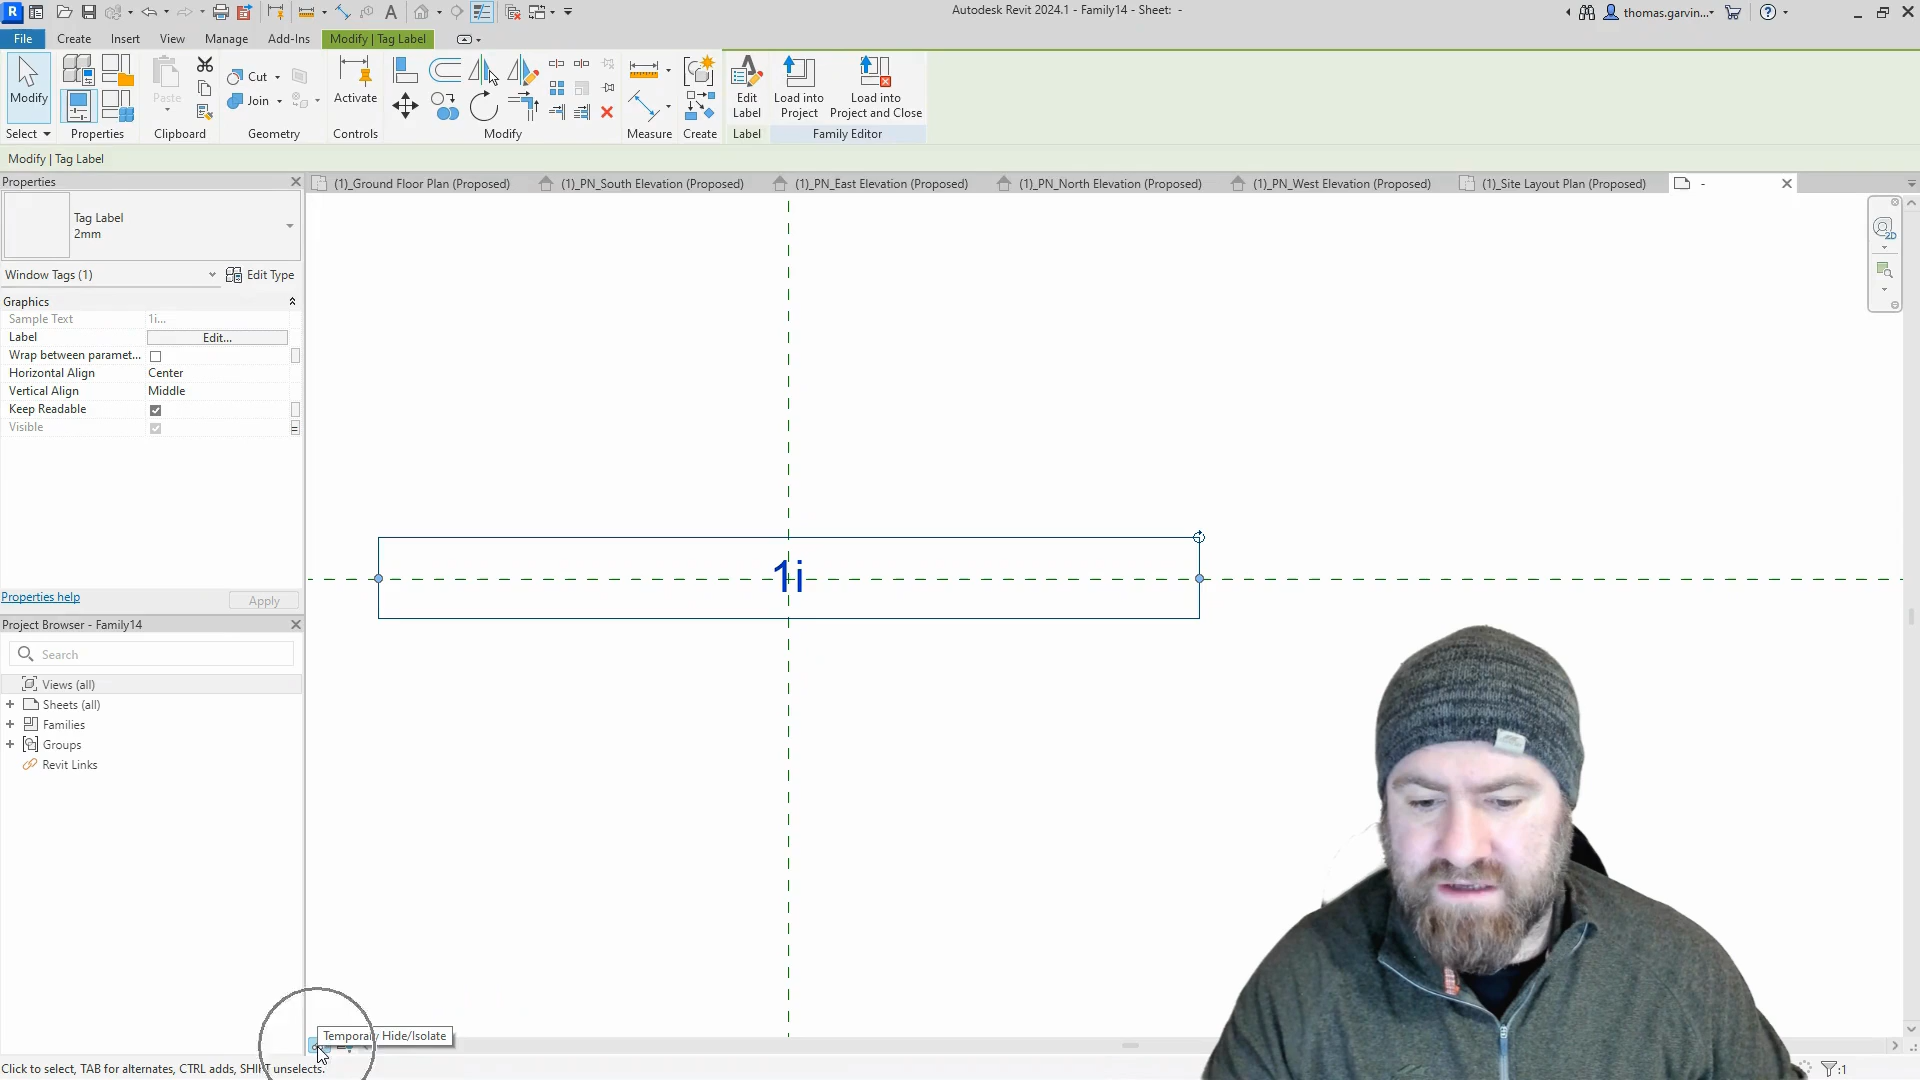 Autodesk Revit 2024.1 - Family14 - Sheet: -
thomas.garvin...
File
Create
Insert
View
Manage
Add-Ins
Modify | Tag Label
Modify
Select
Properties
Paste
Clipboard
Cut
Join
Geometry
Activate
Controls
Modify
Measure
Create
Edit
Label
Label
Load into
Project
Load into
Project and Close
Family Editor
Modify | Tag Label
Properties
(1)_Ground Floor Plan (Proposed)
(1)_PN_South Elevation (Proposed)
(1)_PN_East Elevation (Proposed)
(1)_PN_North Elevation (Proposed)
(1)_PN_West Elevation (Proposed)
(1)_Site Layout Plan (Proposed)
-
Tag Label
2mm
Window Tags (1)
Edit Type
Graphics
Sample Text 1i...
Label Edit...
Wrap between paramet...
Horizontal Align Center
Vertical Align Middle
Keep Readable
Visible
Properties help
Apply
1i
2D
Project Browser - Family14
Search
Views (all)
Sheets (all)
Families
Groups
Revit Links
Temporary Hide/Isolate
Click to select, TAB for alternates, CTRL adds, SHIFT unselects.
:1